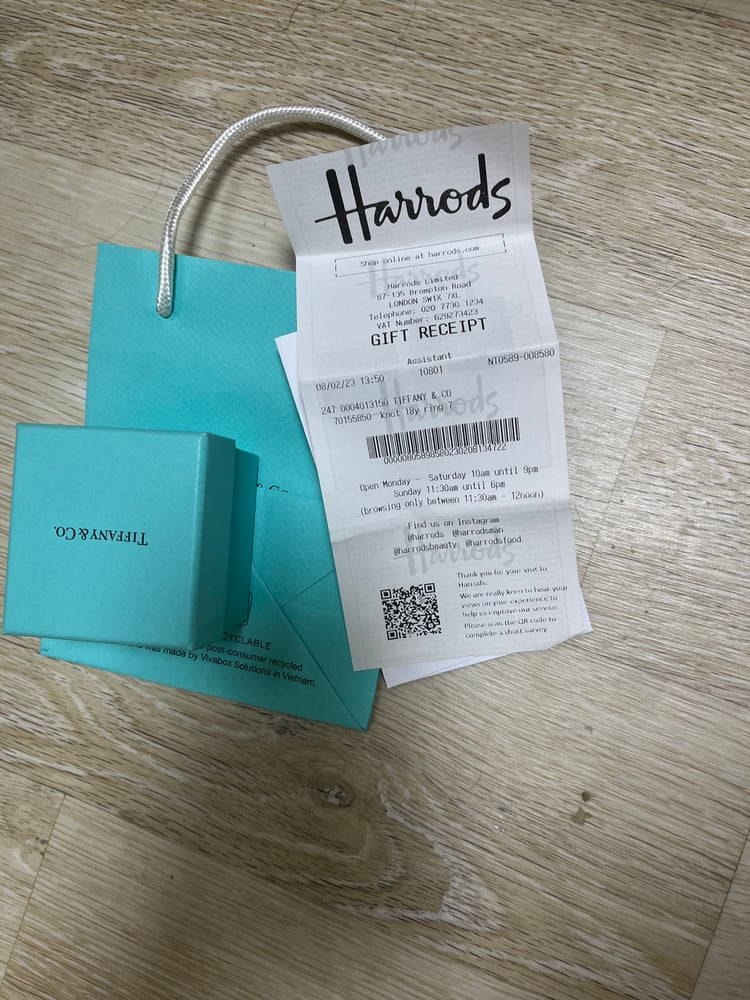 Harrods
Shop online at harrods.com
Harrods Limited
87-135 Brompton Road
LONDON SW1X 7XL
Telephone: 020 7730 1234
VAT Number: 629273423
GIFT RECEIPT
Assistant
08/02/23 13:50 10801 NT0589-008580
247 0004013150 TIFFANY & CO
70155850 knot 18y ring 7
0000080589580230208134722
Open Monday - Saturday 10am until 9pm
Sunday 11:30am until 6pm
(browsing only between 11:30am - 12noon)
Find us on Instagram
@harrods @harrodsman
@harrodsbeauty @harrodsfood
Thank you for your visit to
Harrods.
We are really keen to hear your
views on your experience to
help us improve our service.
Please scan the QR code to
complete a short survey
TIFFANY & CO.
& Co.
CYCLABLE
post-consumer recycled
was made by Vivabox Solutions in Vietnam.